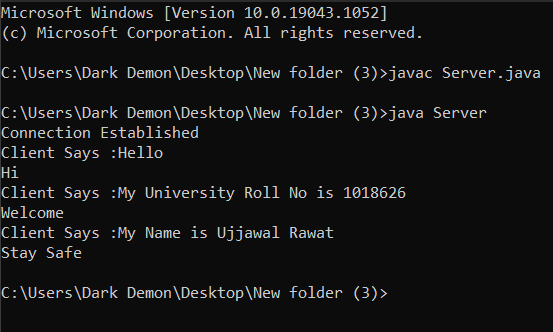 Microsoft Windows [Version 10.0.19043.1052]
(c) Microsoft Corporation. All rights reserved.
C:\Users\Dark Demon\Desktop\New folder (3)>javac Server.java
C:\Users\Dark Demon\Desktop\New folder (3)>java Server
Connection Established
Client Says :Hello
Hi
Client Says :My University Roll No is 1018626
Welcome
Client Says :My Name is Ujjawal Rawat
Stay Safe
C:\Users\Dark Demon\Desktop\New folder (3)>